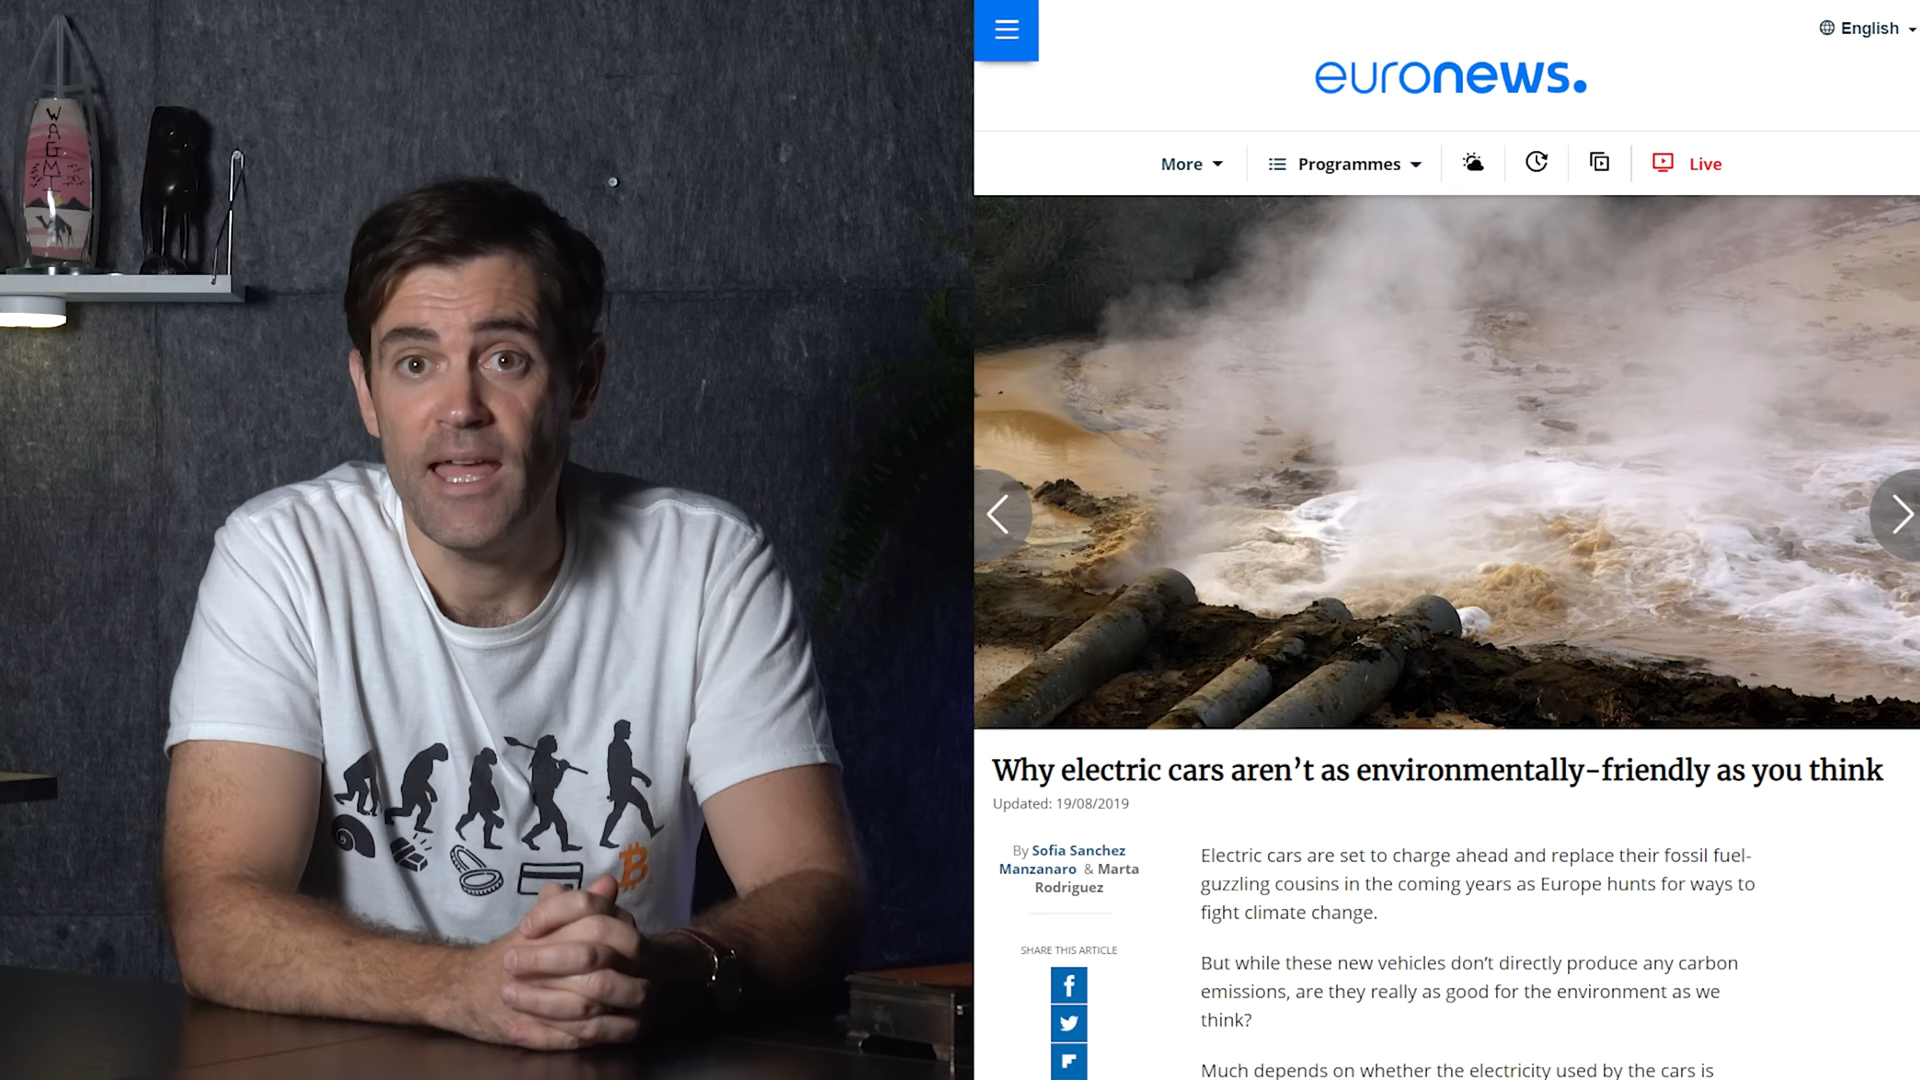 WAGMI
English
euronews.
More
Programmes
Live
Why electric cars aren’t as environmentally-friendly as you think
Updated: 19/08/2019
By Sofia Sanchez
Manzanaro & Marta
Rodriguez
SHARE THIS ARTICLE
Electric cars are set to charge ahead and replace their fossil fuel-
guzzling cousins in the coming years as Europe hunts for ways to
fight climate change.
But while these new vehicles don’t directly produce any carbon
emissions, are they really as good for the environment as we
think?
Much depends on whether the electricity used by the cars is